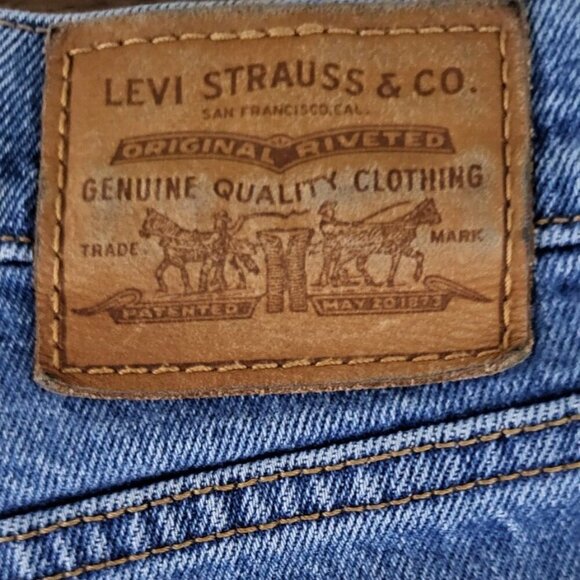 LEVI STRAUSS & CO.
SAN FRANCISCO, CAL.
ORIGINAL RIVETED
GENUINE QUALITY CLOTHING
TRADE MARK
PATENTED MAY 20 1873